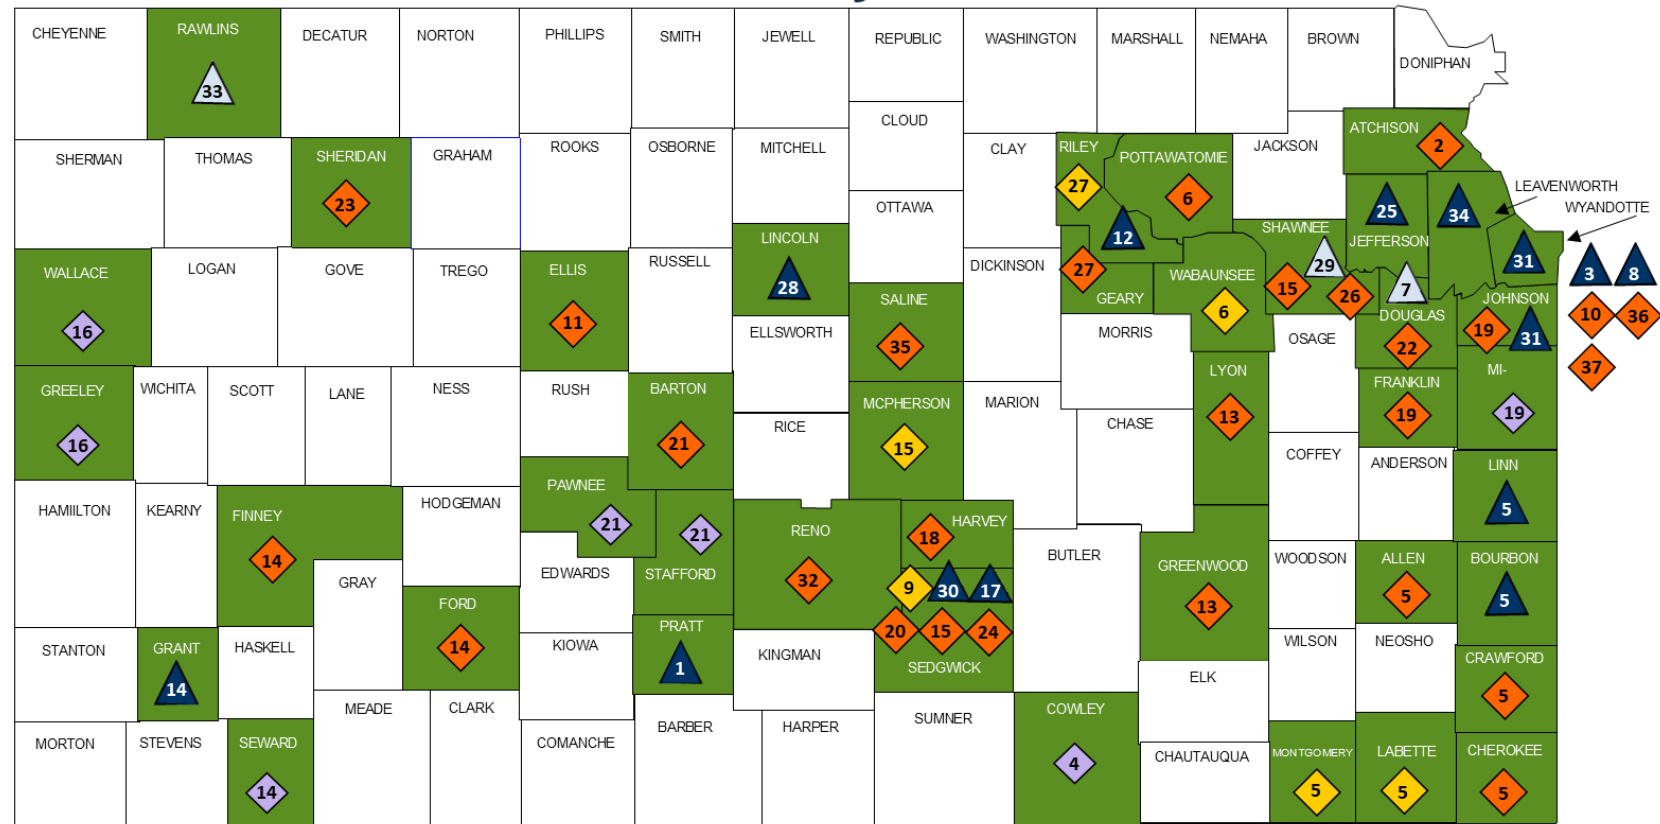 CHEYENNE
RAWLINS
DECATUR
NORTON
PHILLIPS
SMITH
JEWELL
REPUBLIC
WASHINGTON
MARSHALL
NEMAHA
BROWN
DONIPHAN
33
CLOUD
ATCHISON
2
SHERMAN
THOMAS
SHERIDAN
GRAHAM
ROOKS
OSBORNE
MITCHELL
CLAY
RILEY
POTTAWATOMIE
JACKSON
23
27
6
OTTAWA
25
34
LEAVENWORTH
WYANDOTTE
12
SHAWNEE
JEFFERSON
LINCOLN
WALLACE
LOGAN
GOVE
TREGO
ELLIS
RUSSELL
28
DICKINSON
27
GEARY
WABAUNSEE
15
29
26
7
31
3
8
16
11
SALINE
35
ELLSWORTH
MORRIS
6
OSAGE
DOUGLAS
22
JOHNSON
19
31
10
36
37
GREELEY
16
WICHITA
SCOTT
LANE
NESS
RUSH
BARTON
21
RICE
MCPHERSON
15
MARION
CHASE
LYON
13
FRANKLIN
19
MI-
19
COFFEY
ANDERSON
LINN
5
HAMIILTON
KEARNY
FINNEY
14
HODGEMAN
PAWNEE
21
21
STAFFORD
RENO
32
HARVEY
18
BUTLER
GREENWOOD
13
WOODSON
ALLEN
5
BOURBON
5
GRAY
EDWARDS
9
30
17
20
15
24
SEDGWICK
FORD
14
STANTON
GRANT
14
HASKELL
KIOWA
PRATT
1
KINGMAN
WILSON
NEOSHO
CRAWFORD
5
ELK
MEADE
CLARK
MORTON
STEVENS
SEWARD
14
COMANCHE
BARBER
HARPER
SUMNER
COWLEY
4
CHAUTAUQUA
MONTGOMERY
5
LABETTE
5
CHEROKEE
5